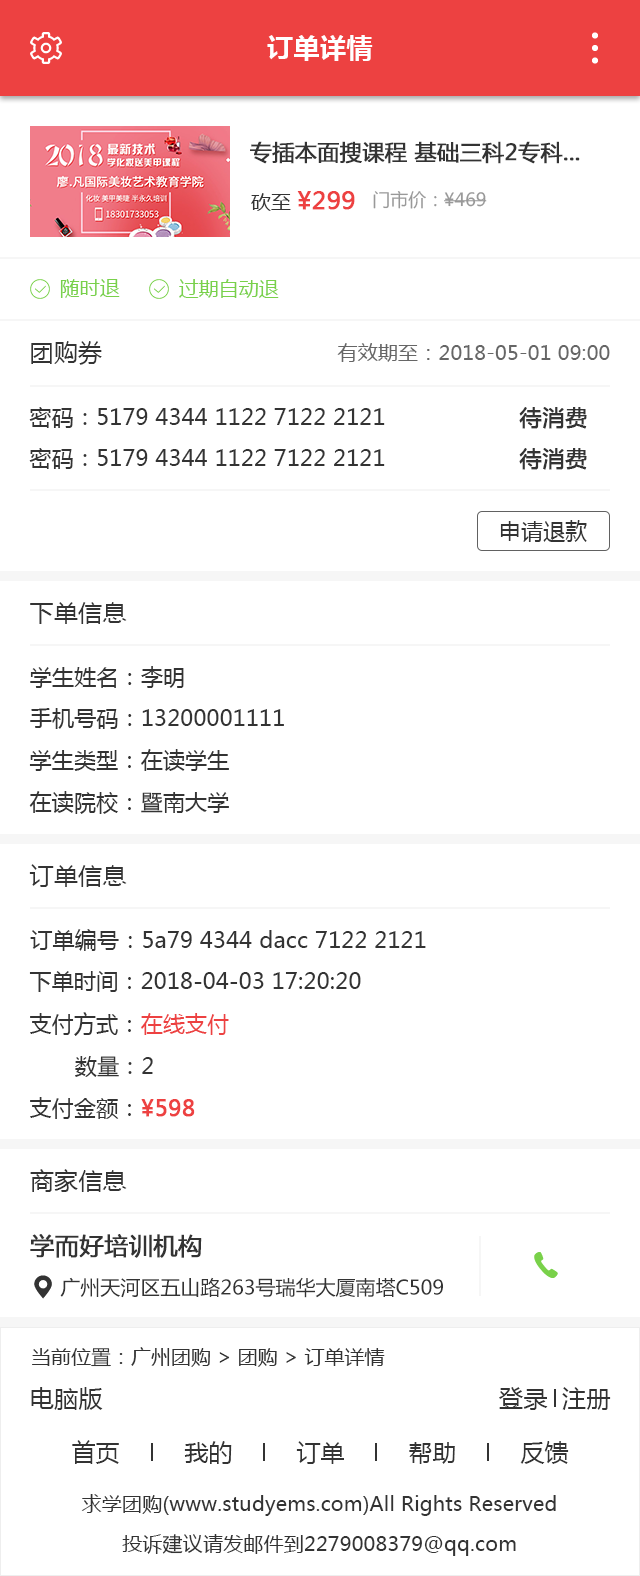 订单详情
2018 最新技术
学化妆送美甲课程
廖.凡国际美妆艺术教育学院
化妆 美甲美睫 半永久培训
18301733053
专插本面搜课程 基础三科2专科...
砍至 ¥299 门市价：¥469
随时退 过期自动退
团购券 有效期至：2018-05-01 09:00
密码：5179 4344 1122 7122 2121 待消费
密码：5179 4344 1122 7122 2121 待消费
申请退款
下单信息
学生姓名：李明
手机号码：13200001111
学生类型：在读学生
在读院校：暨南大学
订单信息
订单编号：5a79 4344 dacc 7122 2121
下单时间：2018-04-03 17:20:20
支付方式：在线支付
数量：2
支付金额：¥598
商家信息
学而好培训机构
广州天河区五山路263号瑞华大厦南塔C509
当前位置：广州团购 > 团购 > 订单详情
电脑版 登录|注册
首页 | 我的 | 订单 | 帮助 | 反馈
求学团购(www.studyems.com)All Rights Reserved
投诉建议请发邮件到2279008379@qq.com